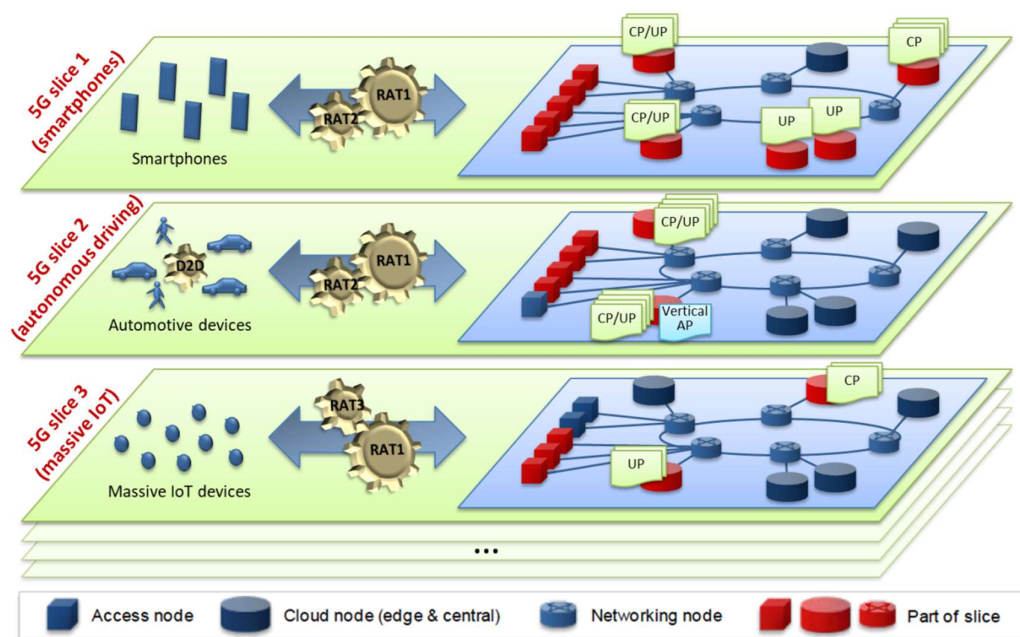 5G slice 1
(smartphones)
Smartphones
RAT1
RAT2
CP/UP
CP
CP/UP
UP
UP
5G slice 2
(autonomous driving)
D2D
Automotive devices
RAT1
RAT2
CP/UP
CP/UP
Vertical
AP
5G slice 3
(massive IoT)
Massive IoT devices
RAT3
RAT1
CP
UP
...
Access node
Cloud node (edge & central)
Networking node
Part of slice